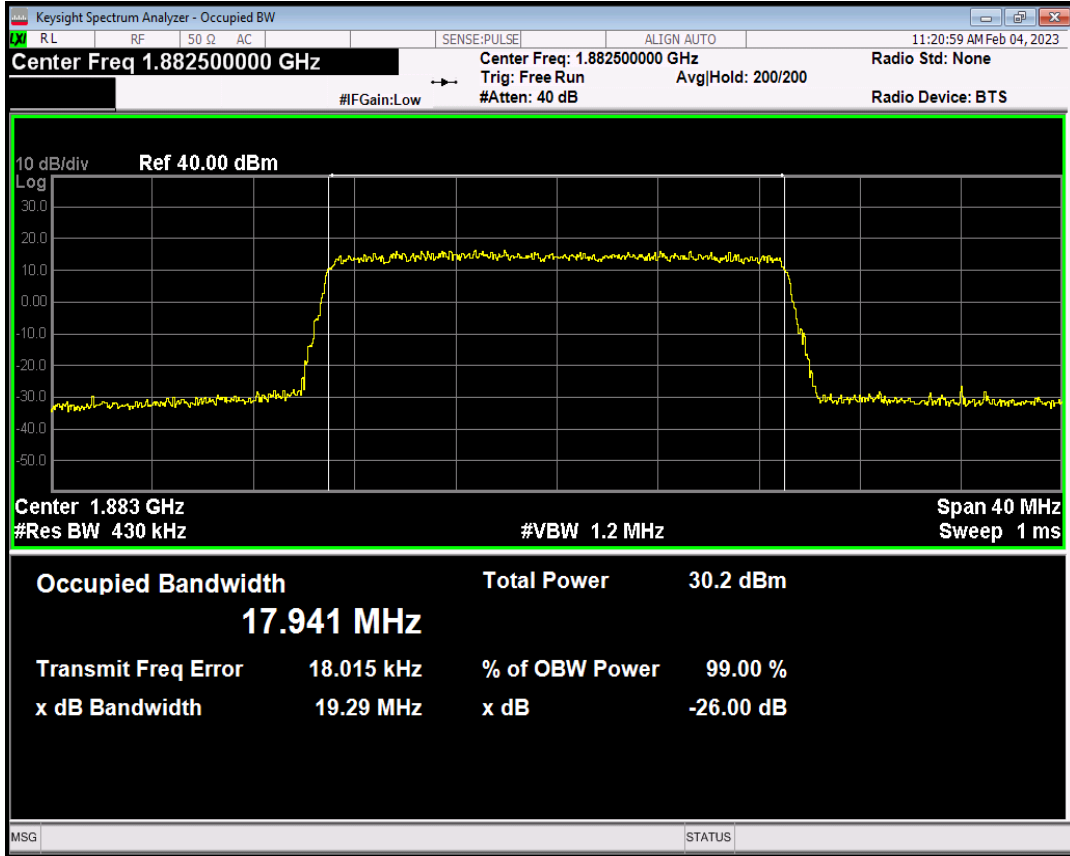 Keysight Spectrum Analyzer - Occupied BW
LXI RL RF 50 Ω AC SENSE:PULSE ALIGN AUTO 11:20:59 AM Feb 04, 2023
Center Freq 1.882500000 GHz Center Freq: 1.882500000 GHz Radio Std: None
Trig: Free Run Avg|Hold: 200/200
#IFGain:Low #Atten: 40 dB Radio Device: BTS
10 dB/div Ref 40.00 dBm
Log
30.0
20.0
10.0
0.00
-10.0
-20.0
-30.0
-40.0
-50.0
Center 1.883 GHz Span 40 MHz
#Res BW 430 kHz #VBW 1.2 MHz Sweep 1 ms
Occupied Bandwidth Total Power 30.2 dBm
17.941 MHz
Transmit Freq Error 18.015 kHz % of OBW Power 99.00 %
x dB Bandwidth 19.29 MHz x dB -26.00 dB
MSG STATUS